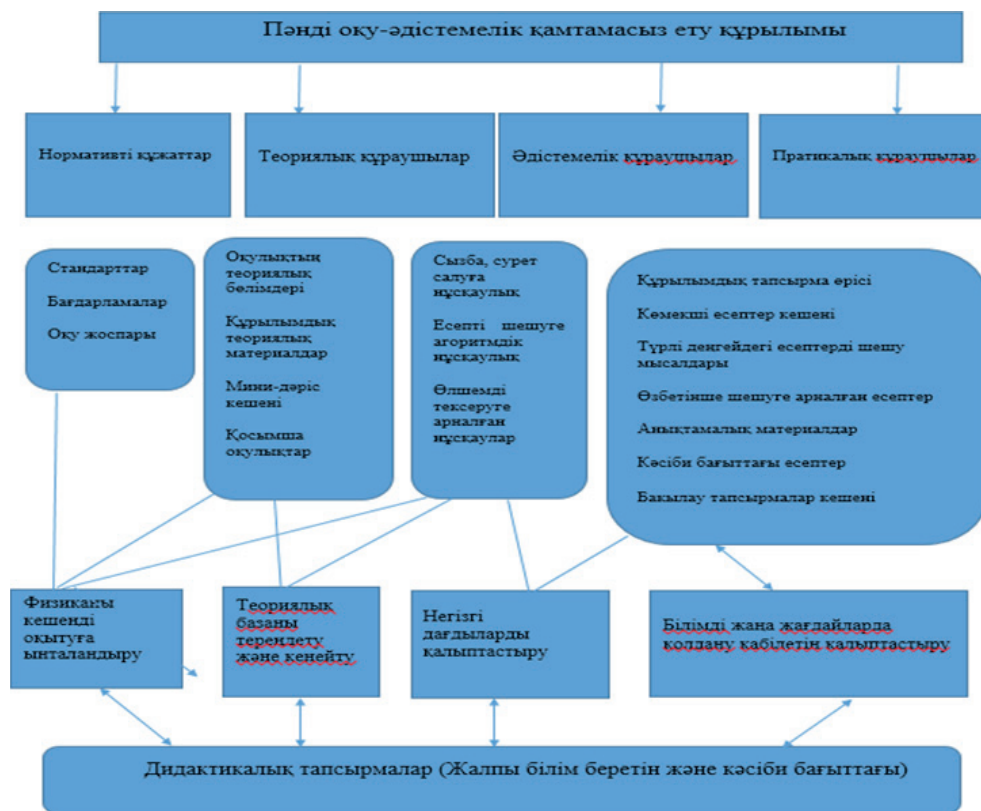 Пәнді оқу-әдістемелік қамтамасыз ету құрылымы
Нормативті құжаттар
Теориялық құраушылар
Әдістемелік құраушылар
Пратикалық құраушылар
Стандарттар
Бағдарламалар
Оқу жоспары
Оқулықтың
теориялық
бөлімдері
Құрылымдық
теориялық
материалдар
Мини-дәріс
кешені
Қосымша
оқулықтар
Сызба, сурет
салуға
нұсқаулық
Есепті шешуге
агоритмдік
нұсқаулық
Өлшемді
тексеруге
арналған
нұсқаулар
Құрылымдық тапсырма өрісі
Көмекші есептер кешені
Түрлі деңгейдегі есептерді шешу
мысалдары
Өзбетінше шешуге арналған есептер
Анықтамалық материалдар
Кәсіби бағыттағы есептер
Бакылау тапсырмалар кешені
Физиканы
кешенді
оқытуға
ынталандыру
Теориялық
базаны
терендету
және кенейту
Негізгі
дағдыларды
қалыптастыру
Білімді жана жағдайларда
қолдану қабілетін қалыптастыру
Дидактикалық тапсырмалар (Жалпы білім беретін және кәсіби бағыттағы)